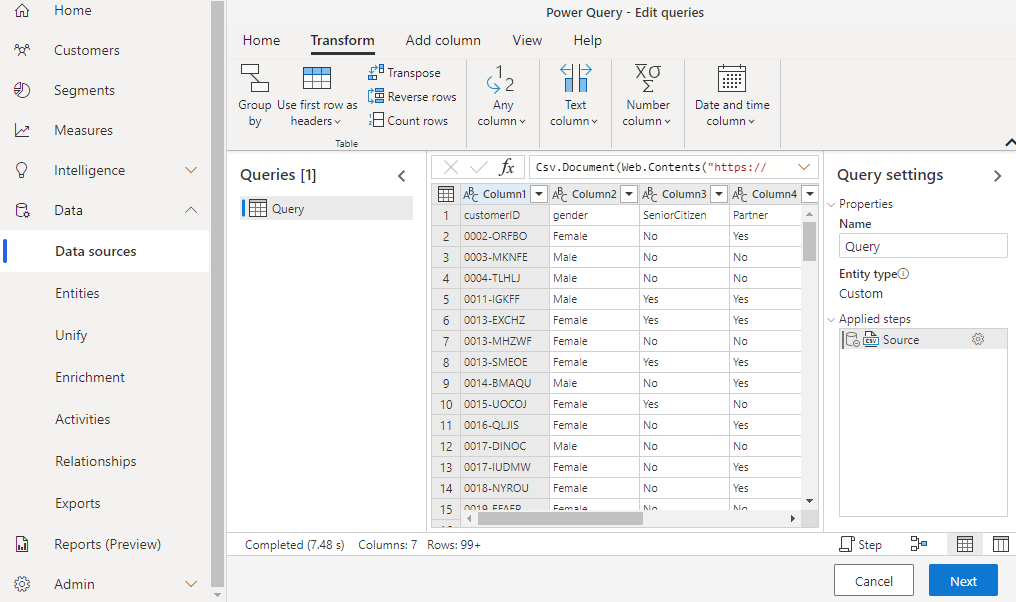 Home
Customers
Segments
Measures
Intelligence
Data
Data sources
Entities
Unify
Enrichment
Activities
Relationships
Exports
Reports (Preview)
Admin
Power Query - Edit queries
Home Transform Add column View Help
Group by
Use first row as headers
Transpose
Reverse rows
Count rows
Table
Any column
Text column
Number column
Date and time column
Queries [1]
Query
fx Csv.Document(Web.Contents("https://
Column1 Column2 Column3 Column4
1 customerID gender SeniorCitizen Partner
2 0002-ORFBO Female No Yes
3 0003-MKNFE Male No No
4 0004-TLHLJ Male No No
5 0011-IGKFF Male Yes Yes
6 0013-EXCHZ Female Yes Yes
7 0013-MHZWF Female No No
8 0013-SMEOE Female Yes Yes
9 0014-BMAQU Male No Yes
10 0015-UOCOJ Female Yes No
11 0016-QLJIS Female No Yes
12 0017-DINOC Male No No
13 0017-IUDMW Female No Yes
14 0018-NYROU Female No Yes
15 Female No No
Query settings
Properties
Name
Query
Entity type
Custom
Applied steps
Source
Completed (7.48 s) Columns: 7 Rows: 99+
Step
Cancel Next